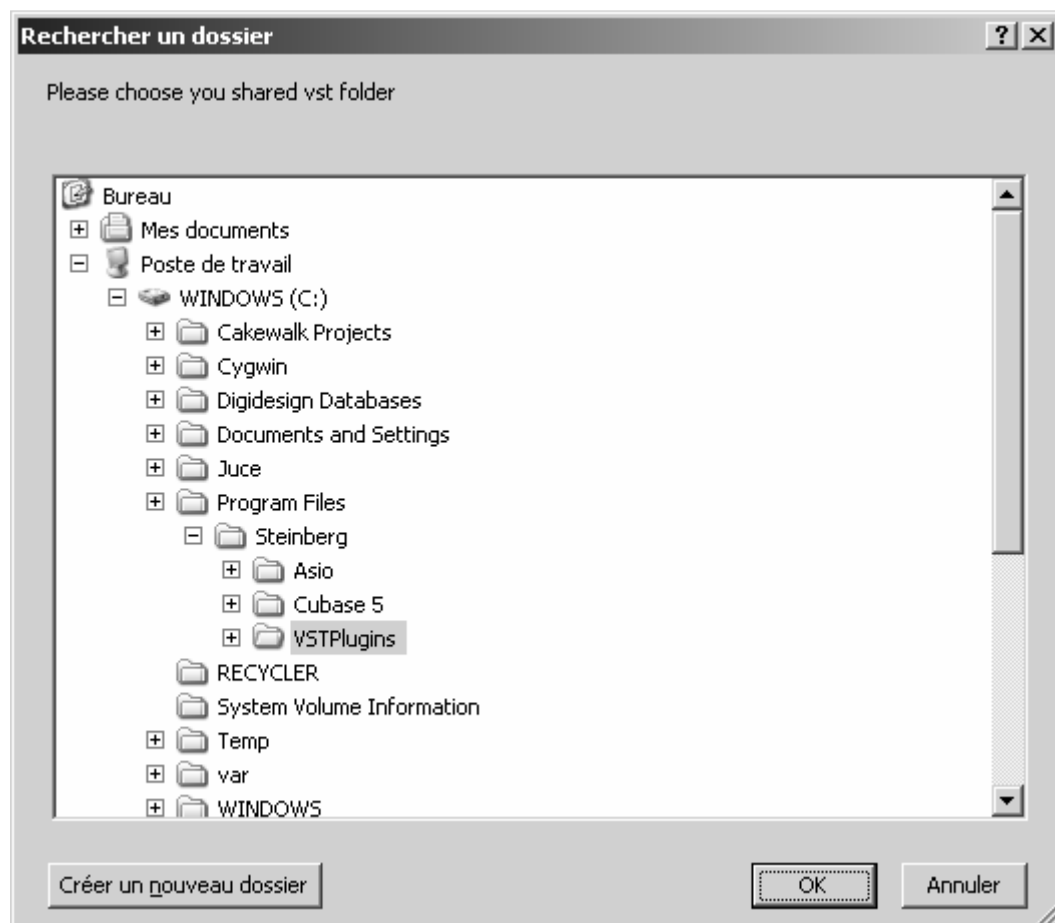 Rechercher un dossier
Please choose you shared vst folder
Bureau
Mes documents
Poste de travail
WINDOWS (C:)
Cakewalk Projects
Cygwin
Digidesign Databases
Documents and Settings
Juce
Program Files
Steinberg
Asio
Cubase 5
VSTPlugins
RECYCLER
System Volume Information
Temp
var
WINDOWS
Créer un nouveau dossier
OK
Annuler